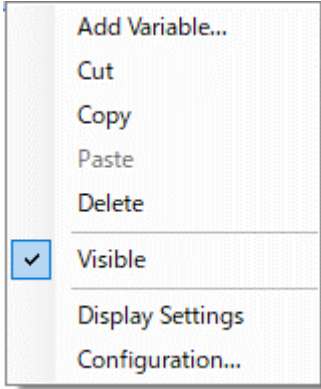 Add Variable...
Cut
Copy
Paste
Delete
Visible
Display Settings
Configuration...